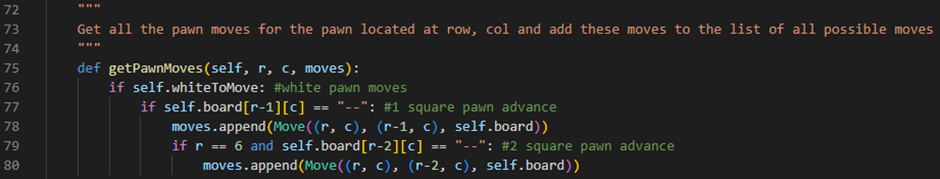 72 """
73 Get all the pawn moves for the pawn located at row, col and add these moves to the list of all possible moves
74 """
75 def getPawnMoves(self, r, c, moves):
76 if self.whiteToMove: #white pawn moves
77 if self.board[r-1][c] == "--": #1 square pawn advance
78 moves.append(Move((r, c), (r-1, c), self.board))
79 if r == 6 and self.board[r-2][c] == "--": #2 square pawn advance
80 moves.append(Move((r, c), (r-2, c), self.board))